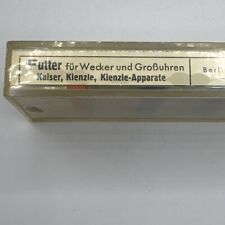 Futter für Wecker und Großuhren
Kaiser, Kienzle, Kienzle-Apparate
Berl